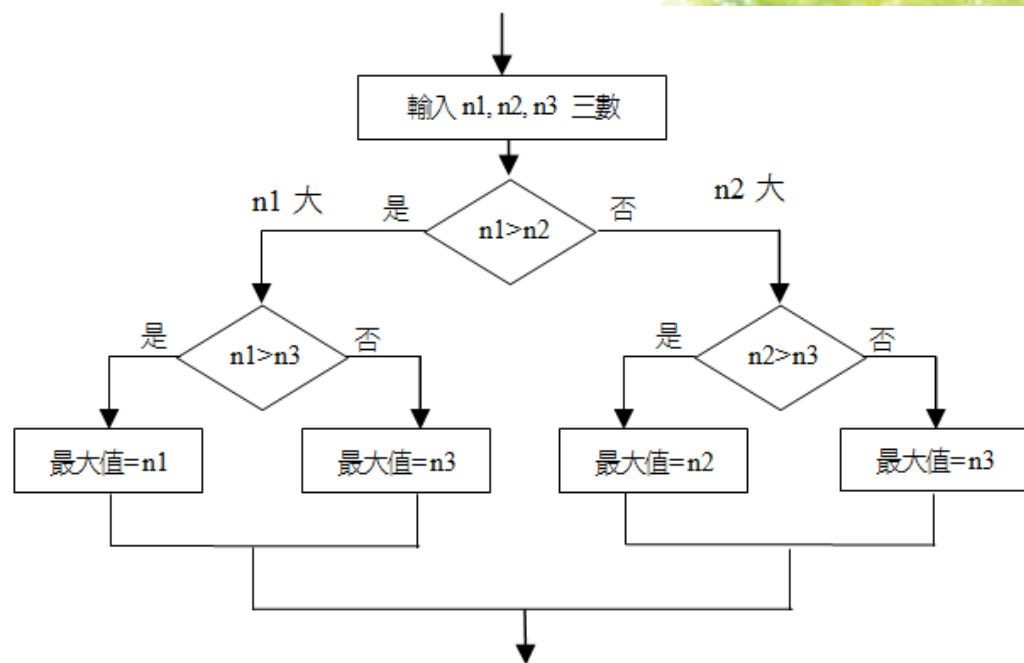 輸入 n1, n2, n3 三數
n1 大
是
n1>n2
否
n2 大
是
n1>n3
否
是
n2>n3
否
最大值=n1
最大值=n3
最大值=n2
最大值=n3